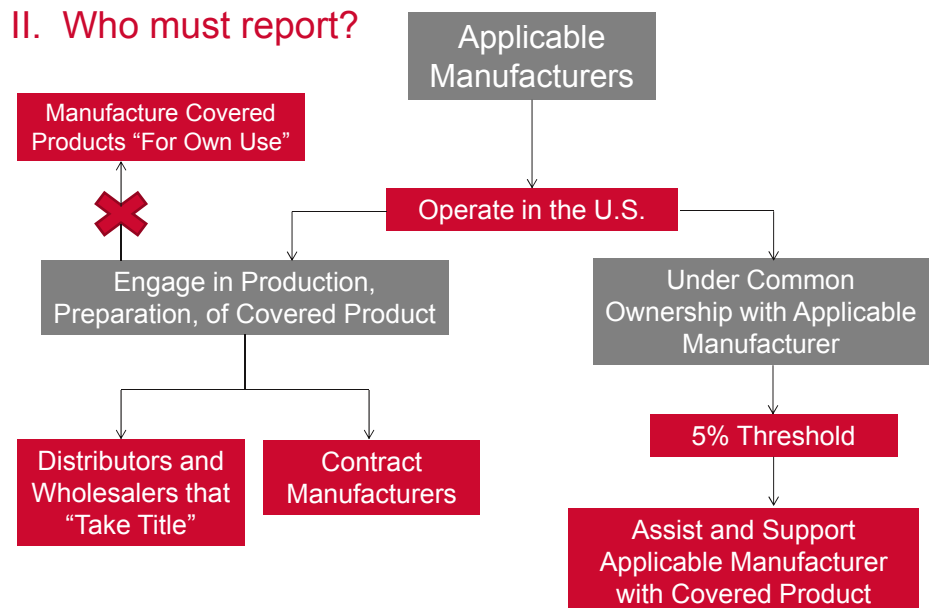 II. Who must report?
Applicable
Manufacturers
Manufacture Covered
Products “For Own Use”
Operate in the U.S.
Engage in Production,
Preparation, of Covered Product
Under Common
Ownership with Applicable
Manufacturer
Distributors and
Wholesalers that
“Take Title”
Contract
Manufacturers
5% Threshold
Assist and Support
Applicable Manufacturer
with Covered Product